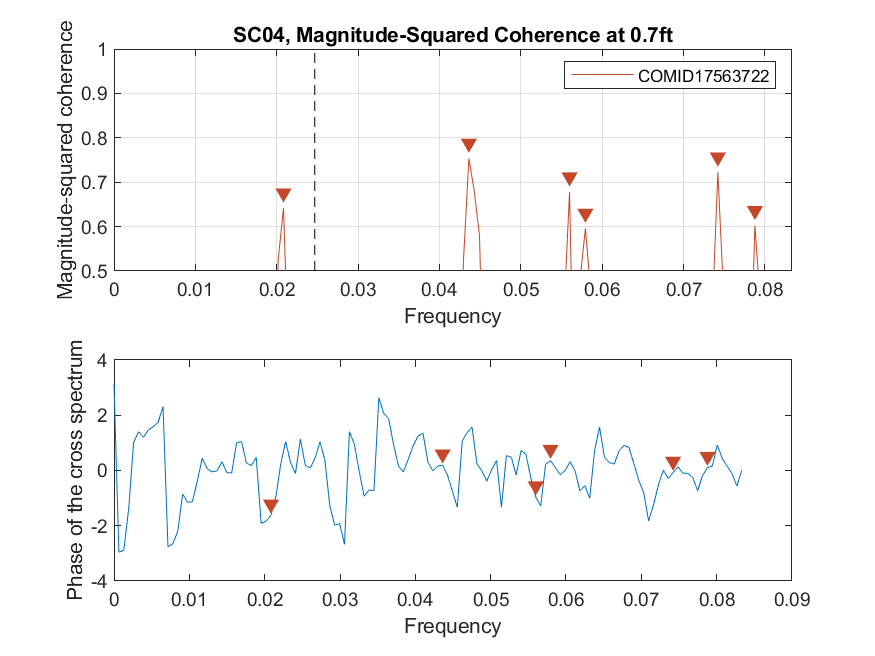 SC04, Magnitude-Squared Coherence at 0.7ft
Magnitude-squared coherence
1
0.9
0.8
0.7
0.6
0.5
COMID17563722
0 0.01 0.02 0.03 0.04 0.05 0.06 0.07 0.08
Frequency
Phase of the cross spectrum
4
2
0
-2
-4
0 0.01 0.02 0.03 0.04 0.05 0.06 0.07 0.08 0.09
Frequency